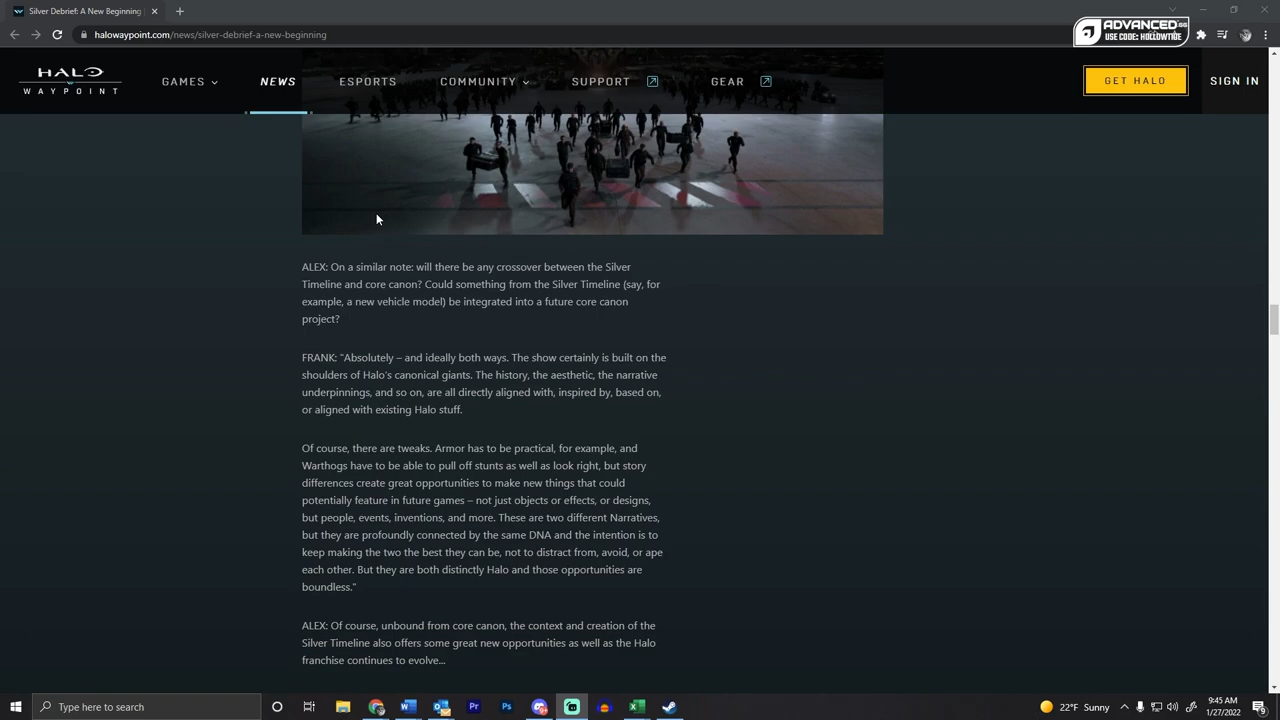 Silver Debrief: A New Beginning
ADVANCED.GG
USE CODE: HOLLOWTIDE
halowaypoint.com/news/silver-debrief-a-new-beginning
HALO
WAYPOINT
GAMES
NEWS
ESPORTS
COMMUNITY
SUPPORT
GEAR
GET HALO
SIGN IN
ALEX: On a similar note: will there be any crossover between the Silver
Timeline and core canon? Could something from the Silver Timeline (say, for
example, a new vehicle model) be integrated into a future core canon
project?
FRANK: “Absolutely – and ideally both ways. The show certainly is built on the
shoulders of Halo’s canonical giants. The history, the aesthetic, the narrative
underpinnings, and so on, are all directly aligned with, inspired by, based on,
or aligned with existing Halo stuff.
Of course, there are tweaks. Armor has to be practical, for example, and
Warthogs have to be able to pull off stunts as well as look right, but story
differences create great opportunities to make new things that could
potentially feature in future games – not just objects or effects, or designs,
but people, events, inventions, and more. These are two different Narratives,
but they are profoundly connected by the same DNA and the intention is to
keep making the two the best they can be, not to distract from, avoid, or ape
each other. But they are both distinctly Halo and those opportunities are
boundless.”
ALEX: Of course, unbound from core canon, the context and creation of the
Silver Timeline also offers some great new opportunities as well as the Halo
franchise continues to evolve...
Type here to search
22°F Sunny
9:45 AM
1/27/2022